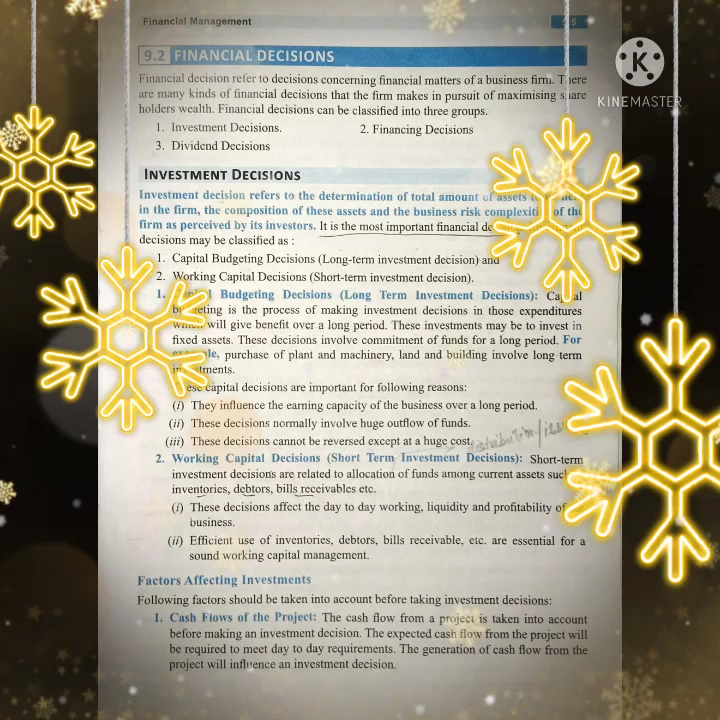 Financial Management
9.2 FINANCIAL DECISIONS
Financial decision refer to decisions concerning financial matters of a business firm. There
are many kinds of financial decisions that the firm makes in pursuit of maximising share
holders wealth. Financial decisions can be classified into three groups.
1. Investment Decisions. 2. Financing Decisions
3. Dividend Decisions
KINEMASTER
INVESTMENT DECISIONS
Investment decision refers to the determination of total amount of assets to
in the firm, the composition of these assets and the business risk complexiti of the
firm as perceived by its investors. It is the most important financial
decisions may be classified as :
1. Capital Budgeting Decisions (Long-term investment decision) and
2. Working Capital Decisions (Short-term investment decision).
1. Budgeting Decisions (Long Term Investment Decisions): Capital
budgeting is the process of making investment decisions in those expenditures
which will give benefit over a long period. These investments may be to invest in
fixed assets. These decisions involve commitment of funds for a long period. For
example, purchase of plant and machinery, land and building involve long-term
investments.
These capital decisions are important for following reasons:
(i) They influence the earning capacity of the business over a long period.
(ii) These decisions normally involve huge outflow of funds.
(iii) These decisions cannot be reversed except at a huge cost. distribution/
2. Working Capital Decisions (Short Term Investment Decisions): Short-term
investment decisions are related to allocation of funds among current assets such
inventories, debtors, bills receivables etc.
(i) These decisions affect the day to day working, liquidity and profitability of
business.
(ii) Efficient use of inventories, debtors, bills receivable, etc. are essential for a
sound working capital management.
Factors Affecting Investments
Following factors should be taken into account before taking investment decisions:
1. Cash Flows of the Project: The cash flow from a project is taken into account
before making an investment decision. The expected cash flow from the project will
be required to meet day to day requirements. The generation of cash flow from the
project will influence an investment decision.